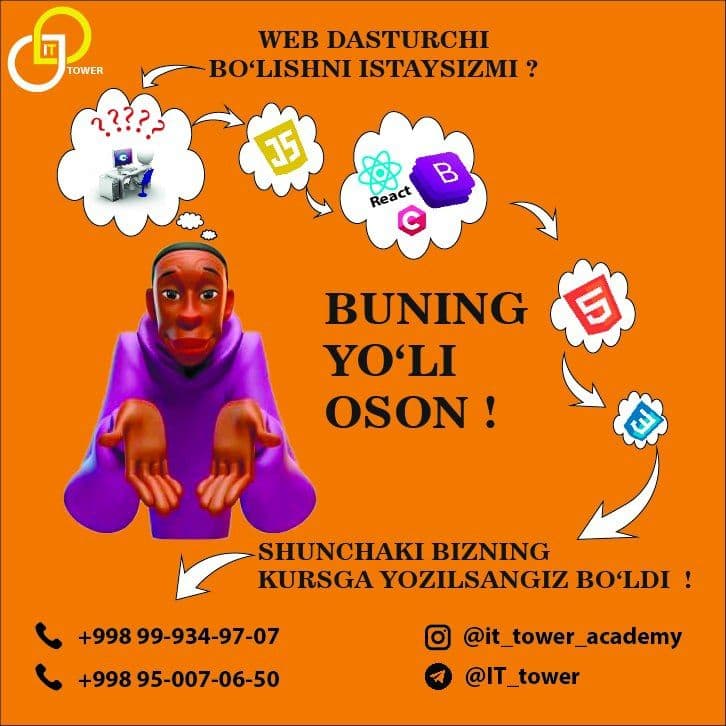 IT
TOWER
WEB DASTURCHI
BO‘LISHNI ISTAYSIZMI ?
?????
JS
React
B
C
5
3
BUNING
YO‘LI
OSON !
SHUNCHAKI BIZNING
KURSGA YOZILSANGIZ BO‘LDI !
+998 99-934-97-07
@it_tower_academy
+998 95-007-06-50
@IT_tower